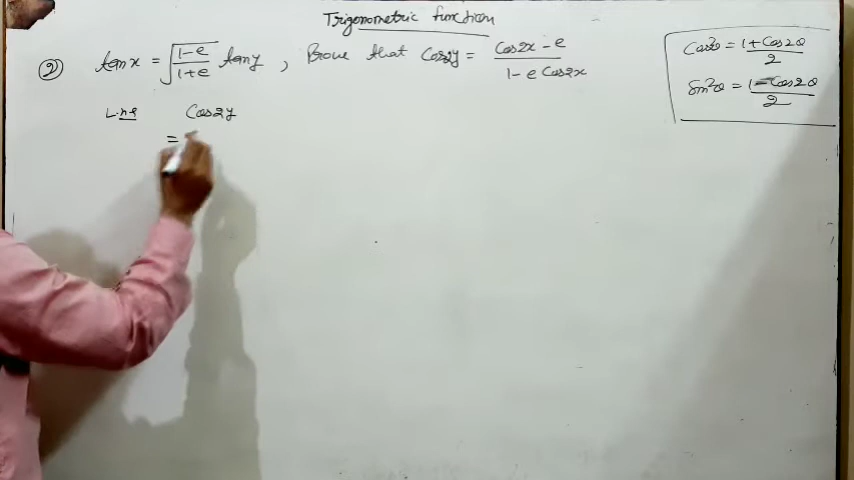 Trigonometric function
② tan x = √(1-e / 1+e) tan y , Prove that Cos2y = Cos2x - e / 1 - e Cos2x
Cos²θ = 1 + Cos2θ / 2
Sin²θ = 1 - Cos2θ / 2
L.H.S Cos2y
=